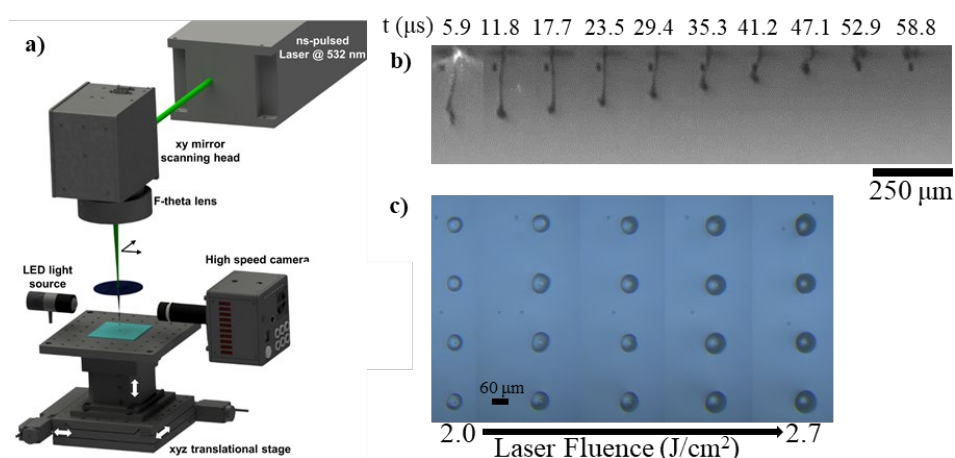 a)
ns-pulsed
Laser @ 532 nm
xy mirror
scanning head
F-theta lens
LED light
source
High speed camera
xyz translational stage
t (μs) 5.9 11.8 17.7 23.5 29.4 35.3 41.2 47.1 52.9 58.8
b)
250 μm
c)
60 μm
2.0 2.7
Laser Fluence (J/cm²)